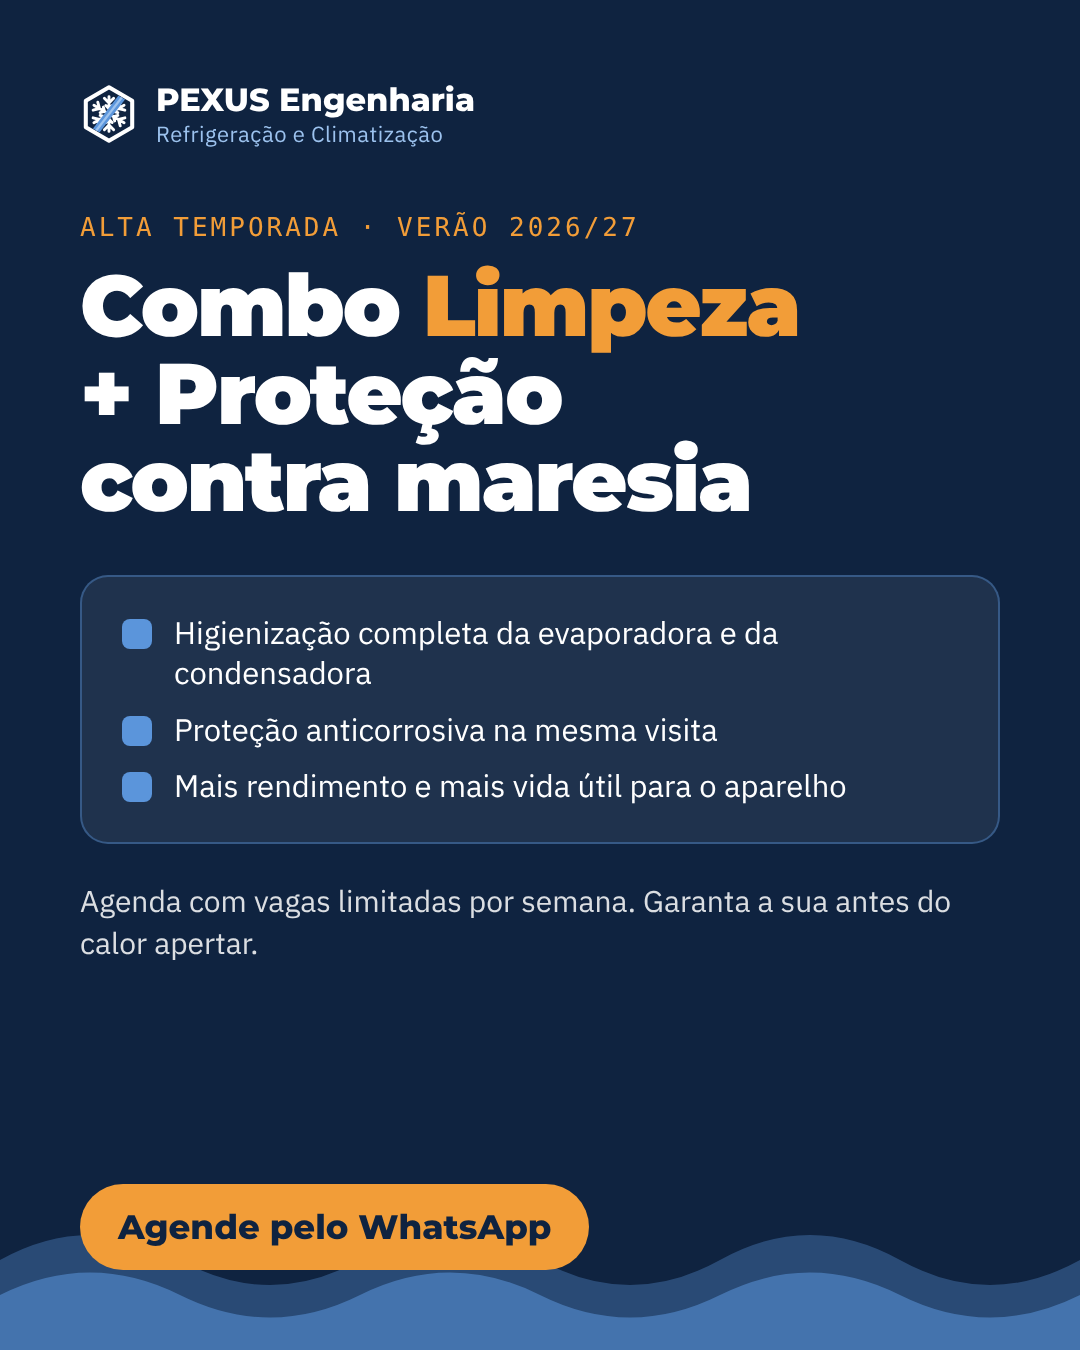 PEXUS Engenharia
Refrigeração e Climatização
ALTA TEMPORADA · VERÃO 2026/27
Combo Limpeza
+ Proteção
contra maresia
Higienização completa da evaporadora e da
condensadora
Proteção anticorrosiva na mesma visita
Mais rendimento e mais vida útil para o aparelho
Agenda com vagas limitadas por semana. Garanta a sua antes do
calor apertar.
Agende pelo WhatsApp